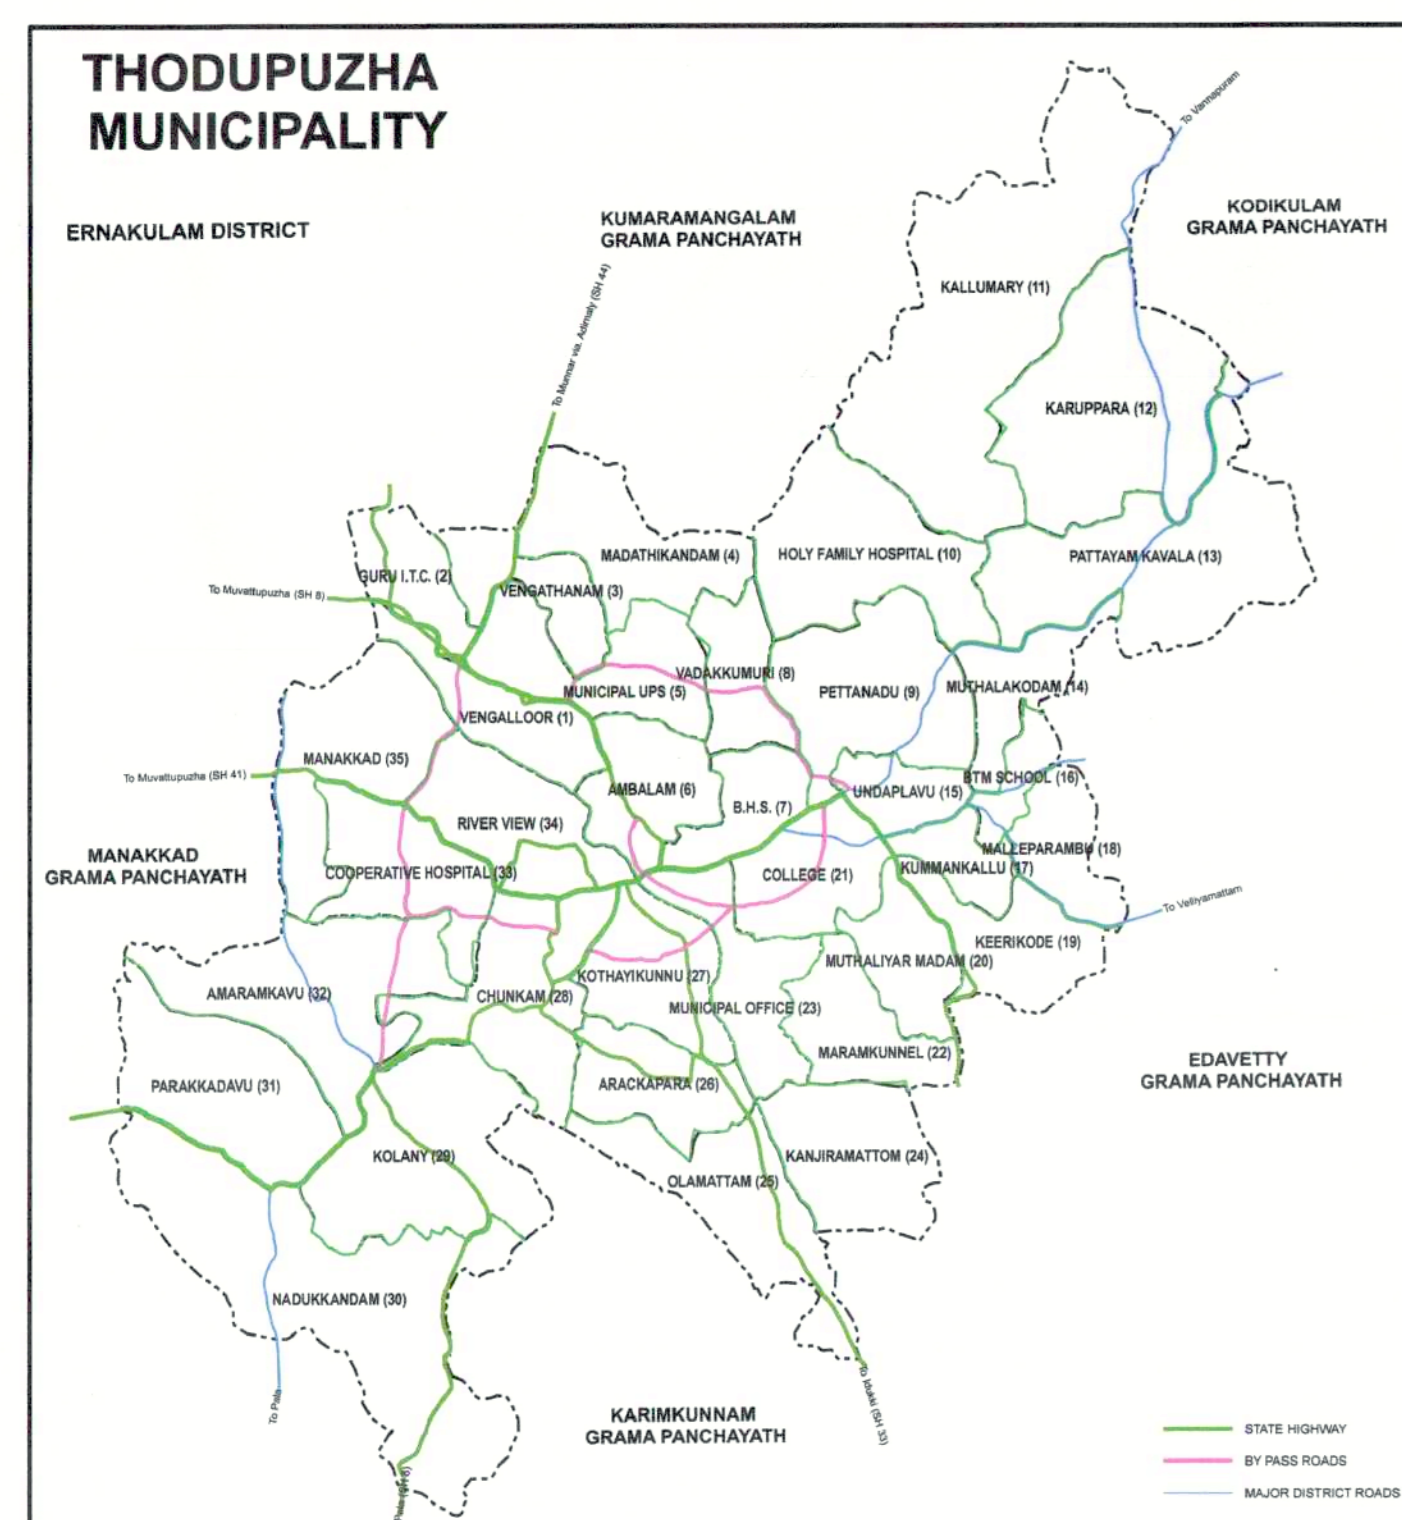 THODUPUZHA
MUNICIPALITY
To Vannapuram
ERNAKULAM DISTRICT
KUMARAMANGALAM
GRAMA PANCHAYATH
KODIKULAM
GRAMA PANCHAYATH
To Munnar via. Adimaly (SH 44)
KALLUMARY (11)
KARUPPARA (12)
MADATHIKANDAM (4)
HOLY FAMILY HOSPITAL (10)
PATTAYAM KAVALA (13)
GURU I.T.C. (2)
To Muvattupuzha (SH 8)
VENGATHANAM (3)
VADAKKUMURI (8)
MUNICIPAL UPS (5)
PETTANADU (9)
MUTHALAKODAM (14)
VENGALLOOR (1)
MANAKKAD (35)
To Muvattupuzha (SH 41)
AMBALAM (6)
BTM SCHOOL (16)
UNDAPLAVU (15)
B.H.S. (7)
RIVER VIEW (34)
MALLEPARAMBU (18)
MANAKKAD
GRAMA PANCHAYATH
COOPERATIVE HOSPITAL (33)
COLLEGE (21)
KUMMANKALLU (17)
To Velliyamattam
KEERIKODE (19)
MUTHALIYAR MADAM (20)
KOTHAYIKUNNU (27)
AMARAMKAVU (32)
CHUNKAM (28)
MUNICIPAL OFFICE (23)
MARAMKUNNEL (22)
EDAVETTY
GRAMA PANCHAYATH
PARAKKADAVU (31)
ARACKAPARA (26)
KOLANY (29)
KANJIRAMATTOM (24)
OLAMATTAM (25)
NADUKKANDAM (30)
To Pala
To Idukki (SH 33)
KARIMKUNNAM
GRAMA PANCHAYATH
STATE HIGHWAY
BY PASS ROADS
MAJOR DISTRICT ROADS
Pala (SH 8)